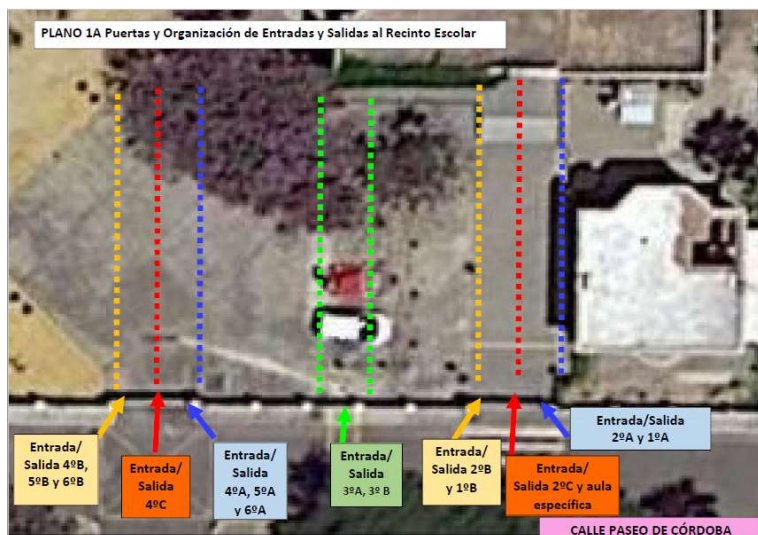 PLANO 1A Puertas y Organización de Entradas y Salidas al Recinto Escolar
Entrada/
Salida 4ºB,
5ºB y 6ºB
Entrada/
Salida
4ºC
Entrada/
Salida
4ºA, 5ºA
y 6ºA
Entrada/
Salida
3ºA, 3º B
Entrada/
Salida 2ºB
y 1ºB
Entrada/
Salida 2ºC y aula
específica
Entrada/Salida
2ºA y 1ºA
CALLE PASEO DE CÓRDOBA